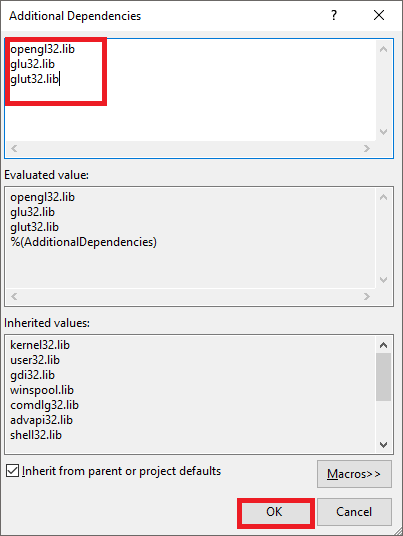 Additional Dependencies
?
opengl32.lib
glu32.lib
glut32.lib
Evaluated value:
opengl32.lib
glu32.lib
glut32.lib
%(AdditionalDependencies)
Inherited values:
kernel32.lib
user32.lib
gdi32.lib
winspool.lib
comdlg32.lib
advapi32.lib
shell32.lib
Inherit from parent or project defaults
Macros>>
OK
Cancel